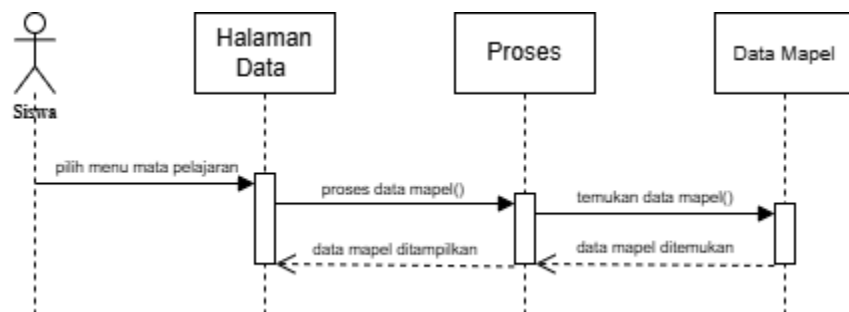 Halaman
Data
Proses
Data Mapel
Siswa
pilih menu mata pelajaran
proses data mapel()
temukan data mapel()
data mapel ditampilkan
data mapel ditemukan